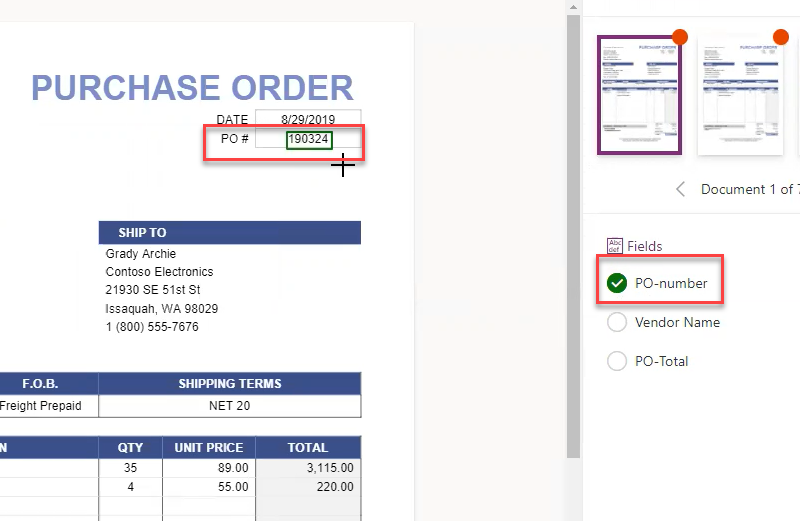 PURCHASE ORDER
DATE 8/29/2019
PO # 190324
SHIP TO
Grady Archie
Contoso Electronics
21930 SE 51st St
Issaquah, WA 98029
1 (800) 555-7676
F.O.B. SHIPPING TERMS
Freight Prepaid NET 20
N QTY UNIT PRICE TOTAL
35 89.00 3,115.00
4 55.00 220.00
PURCHASE ORDER
PURCHASE ORDER
Document 1 of 7
Abc
def
Fields
PO-number
Vendor Name
PO-Total